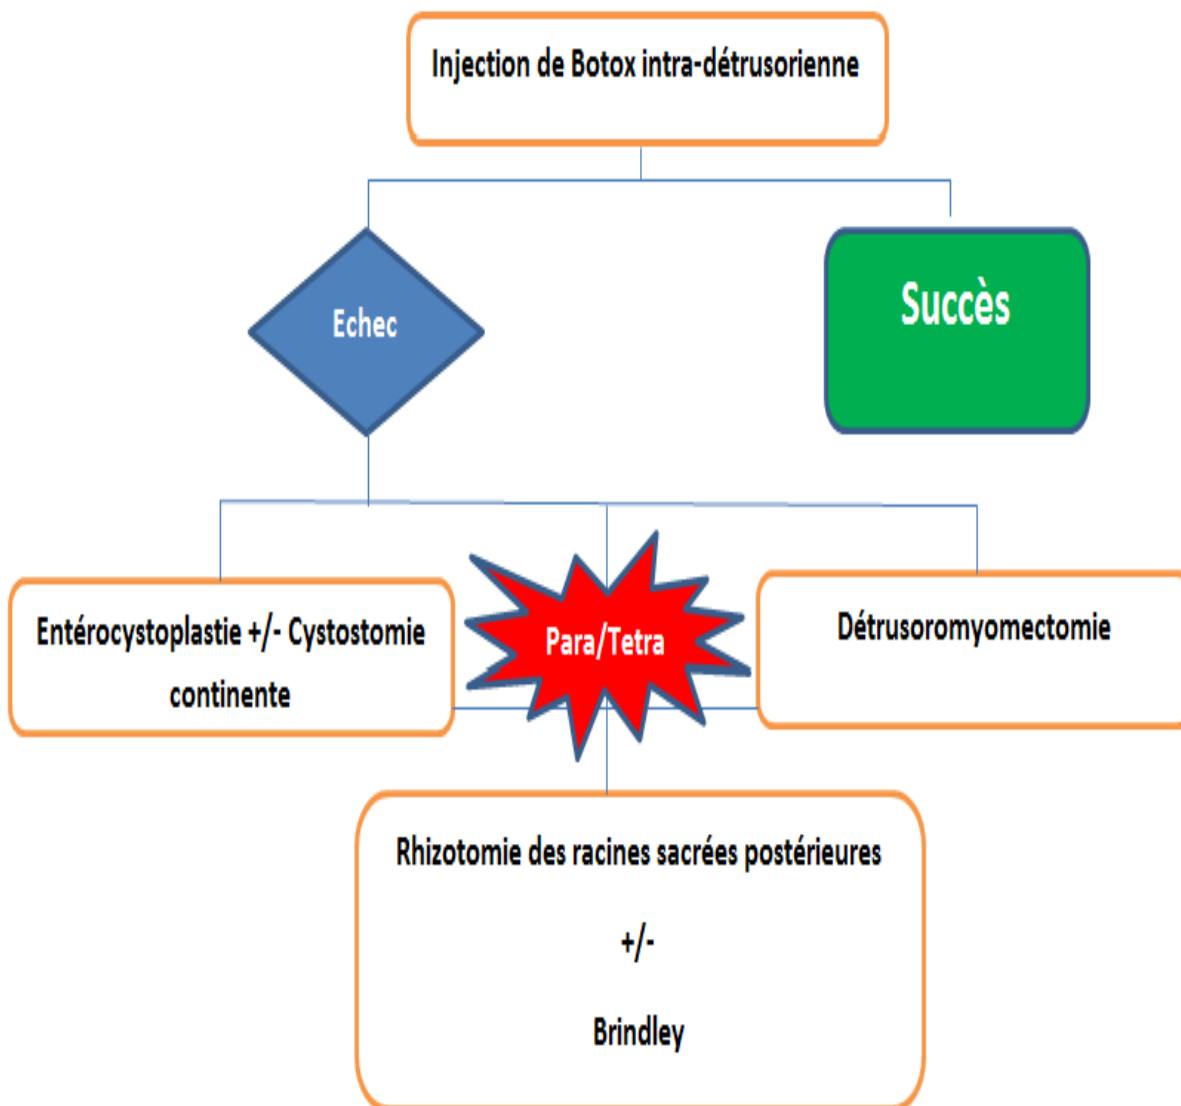 Injection de Botox intra-détrusorienne
Echec
Succès
Entérocystoplastie +/- Cystostomie
continente
Para/Tetra
Détrusoromyomectomie
Rhizotomie des racines sacrées postérieures
+/-
Brindley